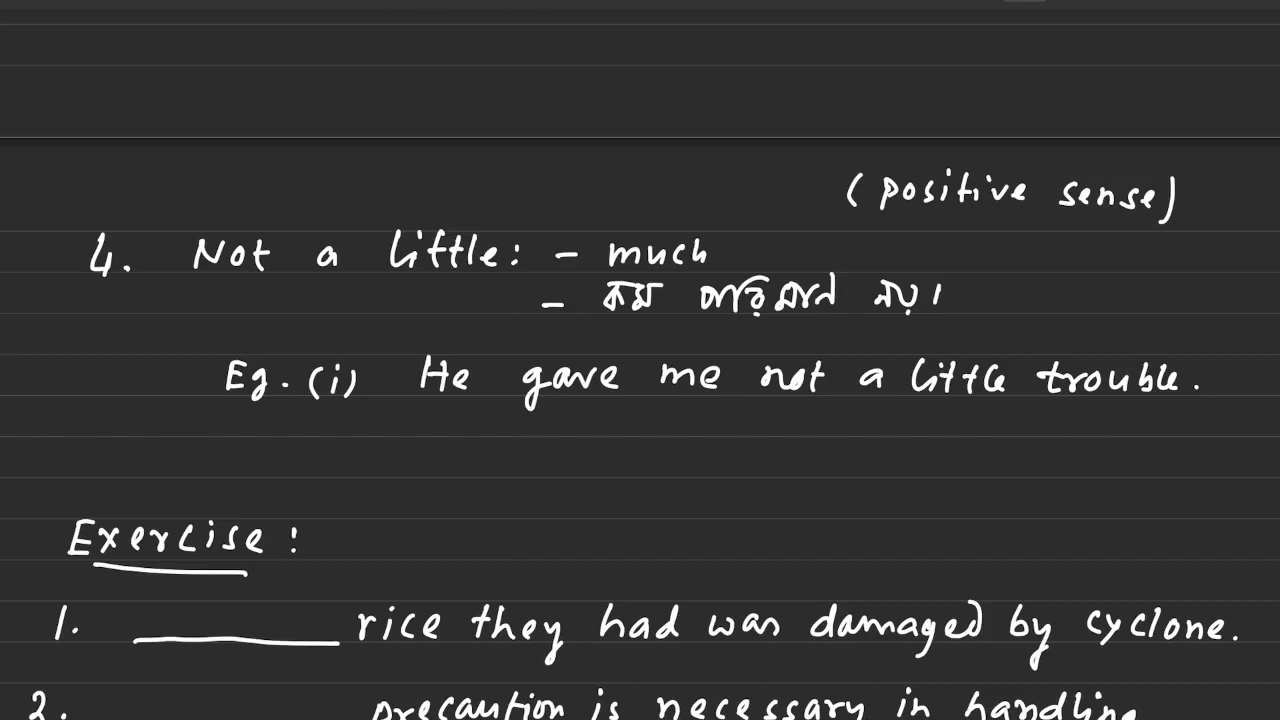 (positive sense)
4. Not a little: - much
- কম পরিমাণ নয়।
Eg. (i) He gave me not a little trouble.
Exercise:
1. ________ rice they had was damaged by cyclone.
2. precaution is necessary in handling